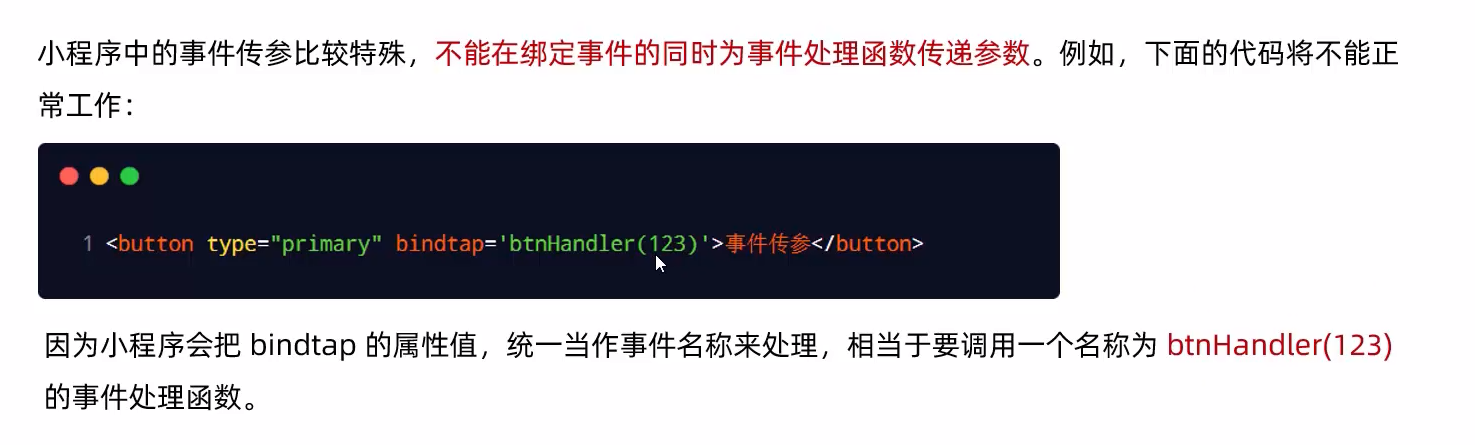 小程序中的事件传参比较特殊，不能在绑定事件的同时为事件处理函数传递参数。例如，下面的代码将不能正
常工作：
1 <button type="primary" bindtap='btnHandler(123)'>事件传参</button>
因为小程序会把 bindtap 的属性值，统一当作事件名称来处理，相当于要调用一个名称为 btnHandler(123)
的事件处理函数。